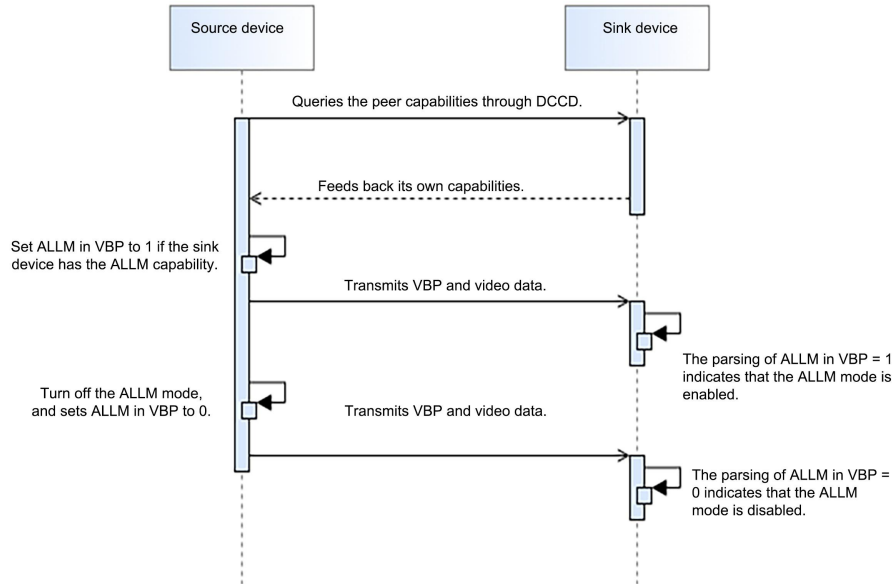 Source device
Sink device
Queries the peer capabilities through DCCD.
Feeds back its own capabilities.
Set ALLM in VBP to 1 if the sink
device has the ALLM capability.
Transmits VBP and video data.
The parsing of ALLM in VBP = 1
indicates that the ALLM mode is
enabled.
Turn off the ALLM mode,
and sets ALLM in VBP to 0.
Transmits VBP and video data.
The parsing of ALLM in VBP =
0 indicates that the ALLM
mode is disabled.